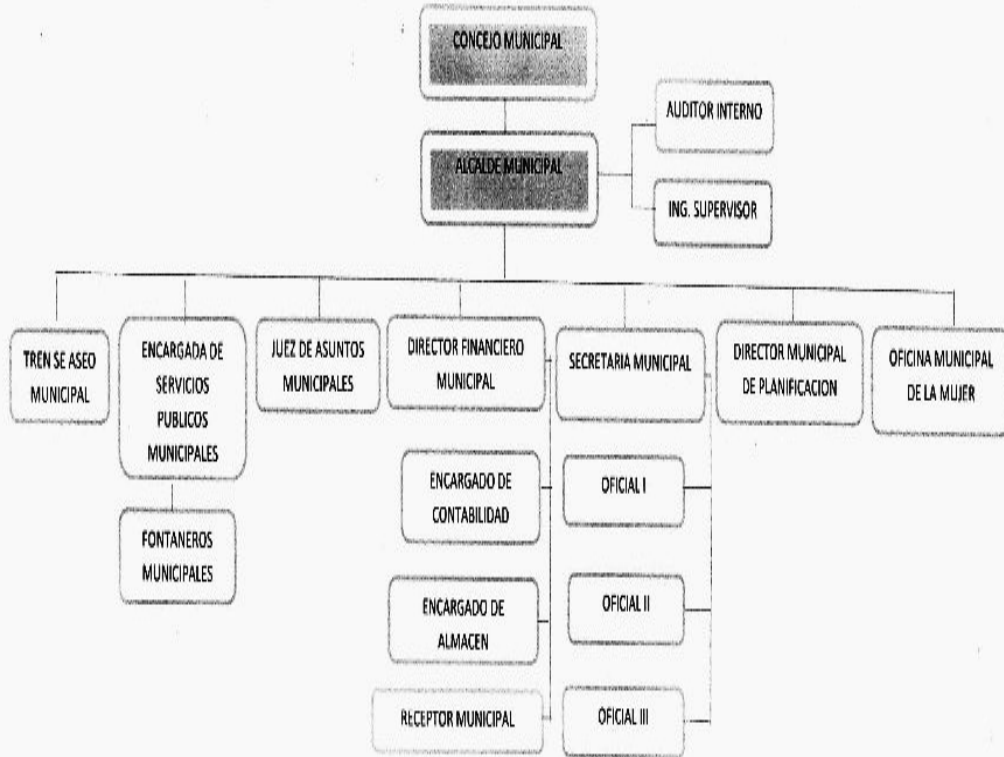 CONCEJO MUNICIPAL
AUDITOR INTERNO
ALCALDE MUNICIPAL
ING. SUPERVISOR
TREN SE ASEO
MUNICIPAL
ENCARGADA DE
SERVICIOS
PUBLICOS
MUNICIPALES
JUEZ DE ASUNTOS
MUNICIPALES
DIRECTOR FINANCIERO
MUNICIPAL
SECRETARIA MUNICIPAL
DIRECTOR MUNICIPAL
DE PLANIFICACION
OFICINA MUNICIPAL
DE LA MUJER
FONTANEROS
MUNICIPALES
ENCARGADO DE
CONTABILIDAD
ENCARGADO DE
ALMACEN
RECEPTOR MUNICIPAL
OFICIAL I
OFICIAL II
OFICIAL III